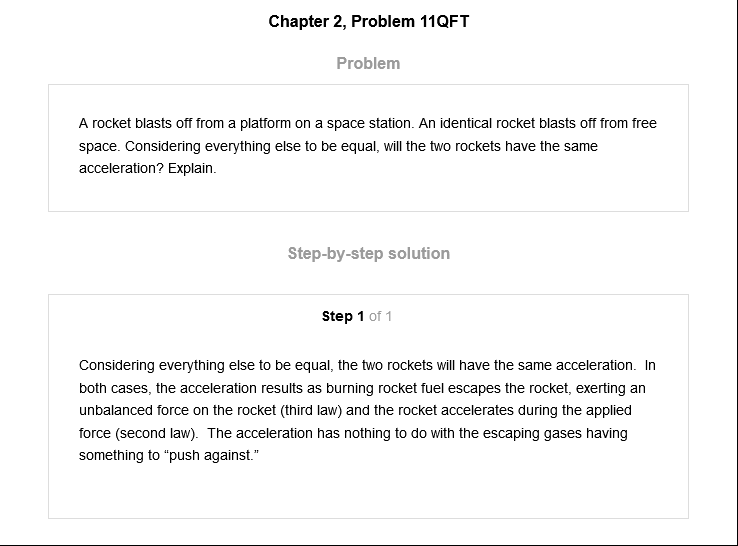 Chapter 2, Problem 11QFT
Problem
A rocket blasts off from a platform on a space station. An identical rocket blasts off from free
space. Considering everything else to be equal, will the two rockets have the same
acceleration? Explain.
Step-by-step solution
Step 1 of 1
Considering everything else to be equal, the two rockets will have the same acceleration.  In
both cases, the acceleration results as burning rocket fuel escapes the rocket, exerting an
unbalanced force on the rocket (third law) and the rocket accelerates during the applied
force (second law).  The acceleration has nothing to do with the escaping gases having
something to “push against.”